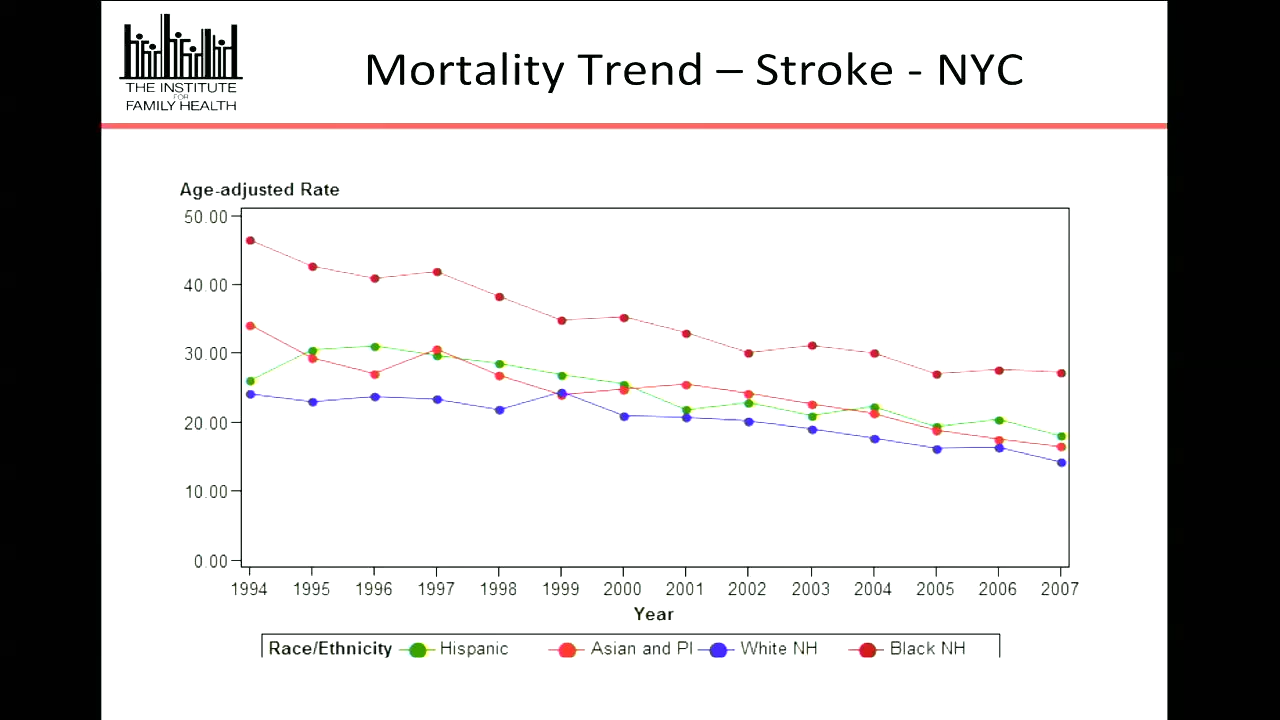 THE INSTITUTE
FOR
FAMILY HEALTH
Mortality Trend – Stroke - NYC
Age-adjusted Rate
50.00
40.00
30.00
20.00
10.00
0.00
1994 1995 1996 1997 1998 1999 2000 2001 2002 2003 2004 2005 2006 2007
Year
Race/Ethnicity Hispanic Asian and PI White NH Black NH